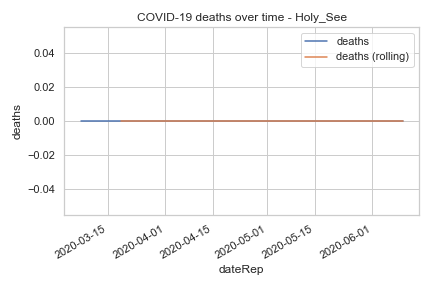 COVID-19 deaths over time - Holy_See
deaths
deaths (rolling)
deaths
0.04
0.02
0.00
−0.02
−0.04
2020-03-15
2020-04-01
2020-04-15
2020-05-01
2020-05-15
2020-06-01
dateRep